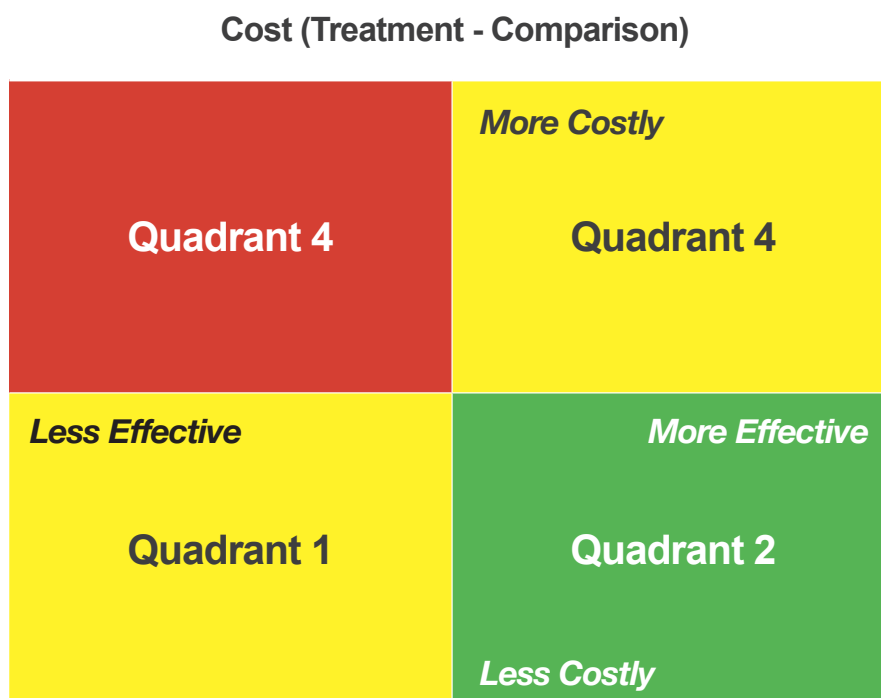 Cost (Treatment - Comparison)
More Costly
Quadrant 4
Quadrant 4
Less Effective
More Effective
Quadrant 1
Quadrant 2
Less Costly